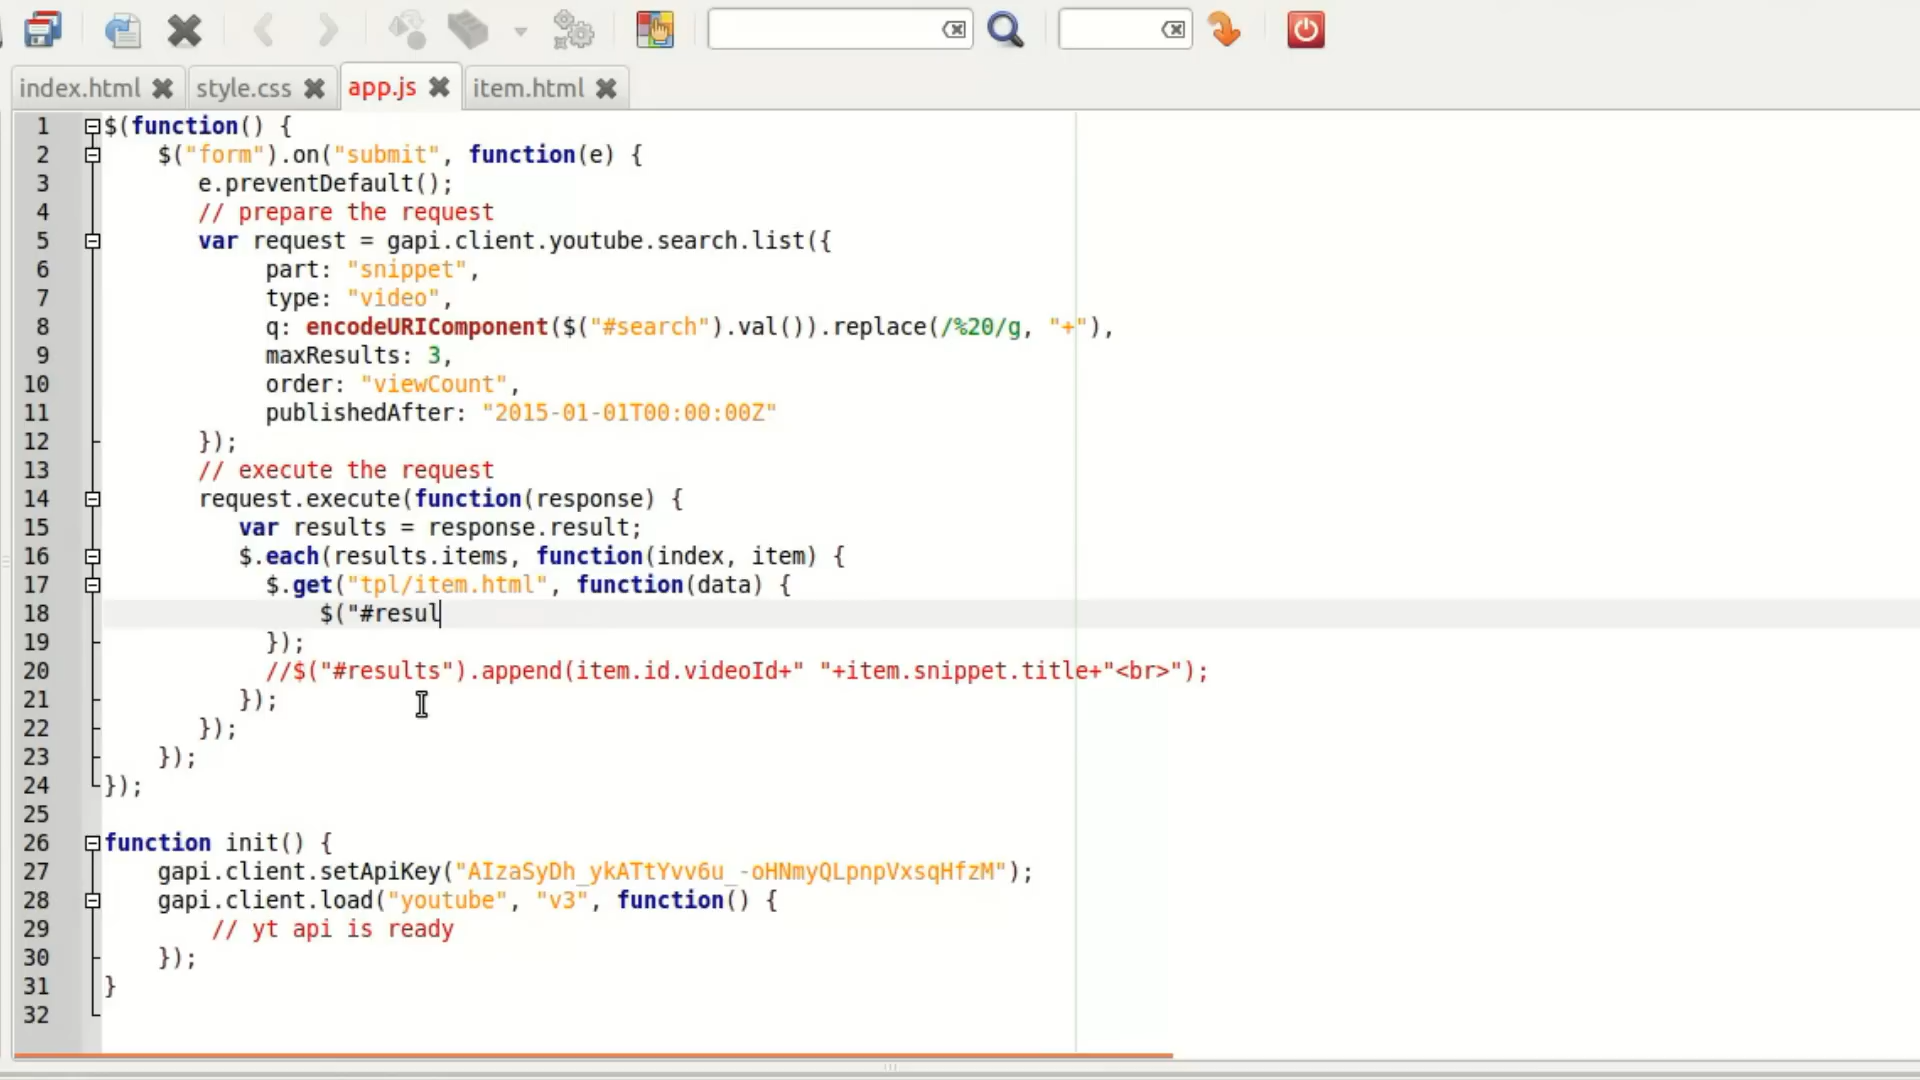 index.html style.css app.js item.html
1 $(function() {
2 $("form").on("submit", function(e) {
3 e.preventDefault();
4 // prepare the request
5 var request = gapi.client.youtube.search.list({
6 part: "snippet",
7 type: "video",
8 q: encodeURIComponent($("#search").val()).replace(/%20/g, "+"),
9 maxResults: 3,
10 order: "viewCount",
11 publishedAfter: "2015-01-01T00:00:00Z"
12 });
13 // execute the request
14 request.execute(function(response) {
15 var results = response.result;
16 $.each(results.items, function(index, item) {
17 $.get("tpl/item.html", function(data) {
18 $("#resul
19 });
20 //$("#results").append(item.id.videoId+" "+item.snippet.title+"<br>");
21 });
22 });
23 });
24 });
25
26 function init() {
27 gapi.client.setApiKey("AIzaSyDh_ykATtYvv6u_-oHNmyQLpnpVxsqHfzM");
28 gapi.client.load("youtube", "v3", function() {
29 // yt api is ready
30 });
31 }
32